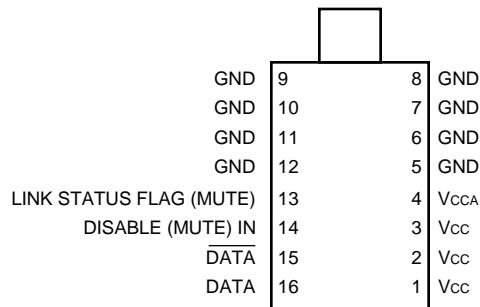 GND 9 8 GND
GND 10 7 GND
GND 11 6 GND
GND 12 5 GND
LINK STATUS FLAG (MUTE) 13 4 VCCA
DISABLE (MUTE) IN 14 3 VCC
D̅A̅T̅A̅ 15 2 VCC
DATA 16 1 VCC